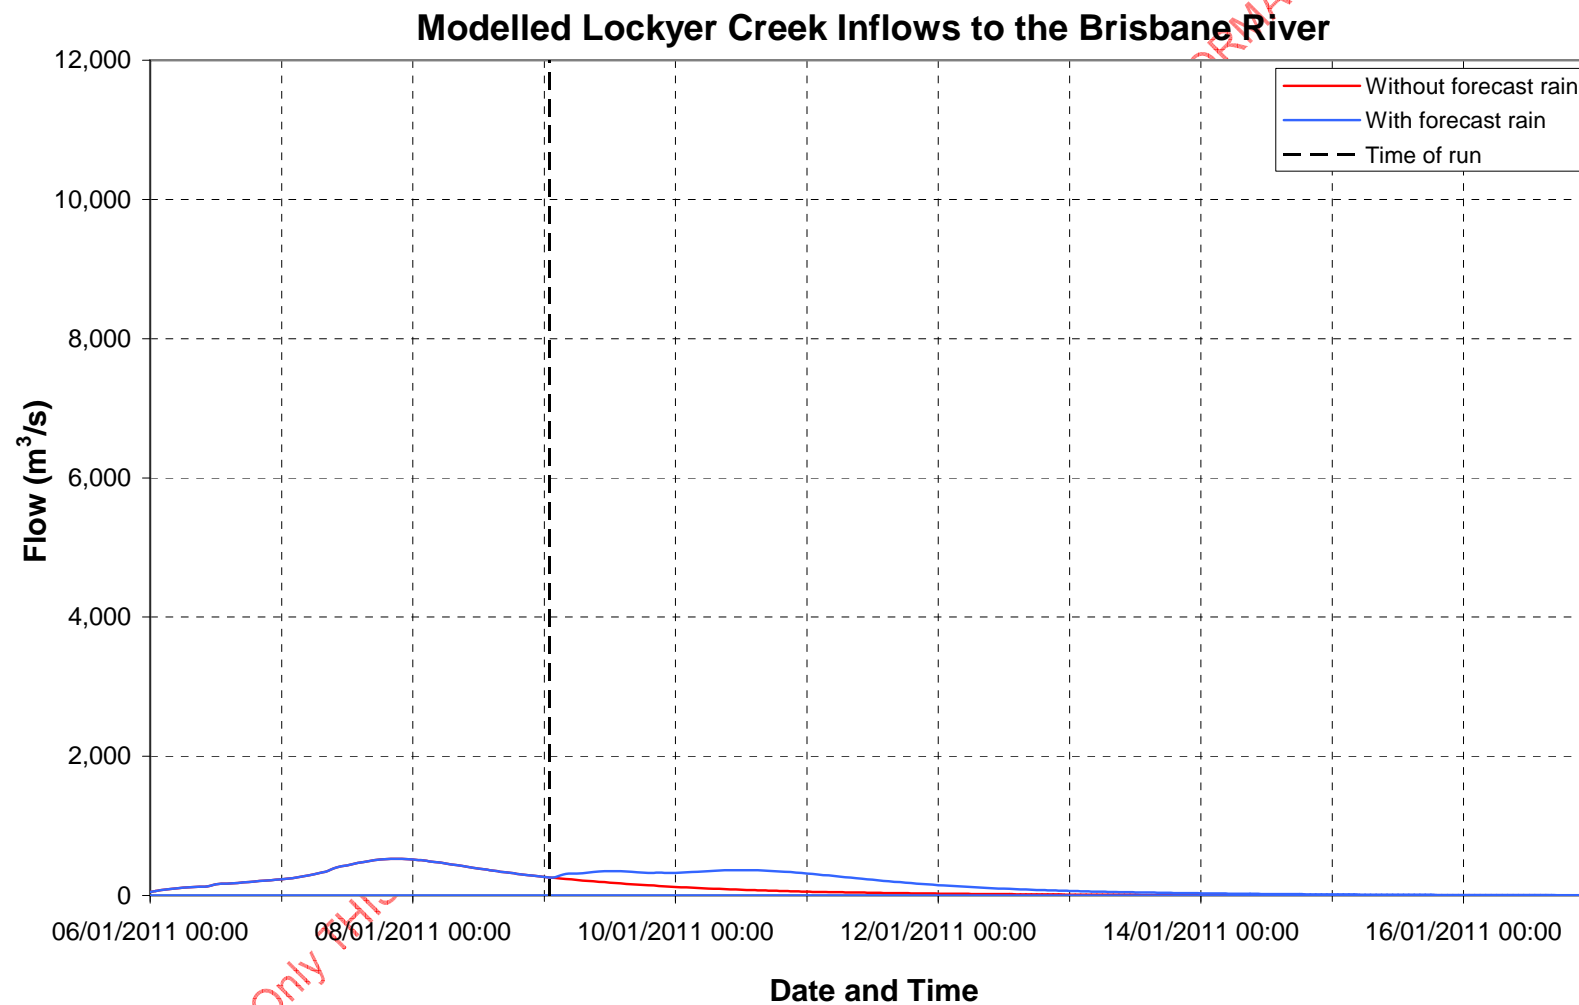 Modelled Lockyer Creek Inflows to the Brisbane River
12,000
10,000
8,000
6,000
4,000
2,000
0
Flow (m³/s)
Without forecast rain
With forecast rain
Time of run
06/01/2011 00:00
08/01/2011 00:00
10/01/2011 00:00
12/01/2011 00:00
14/01/2011 00:00
16/01/2011 00:00
Date and Time
Only THIS